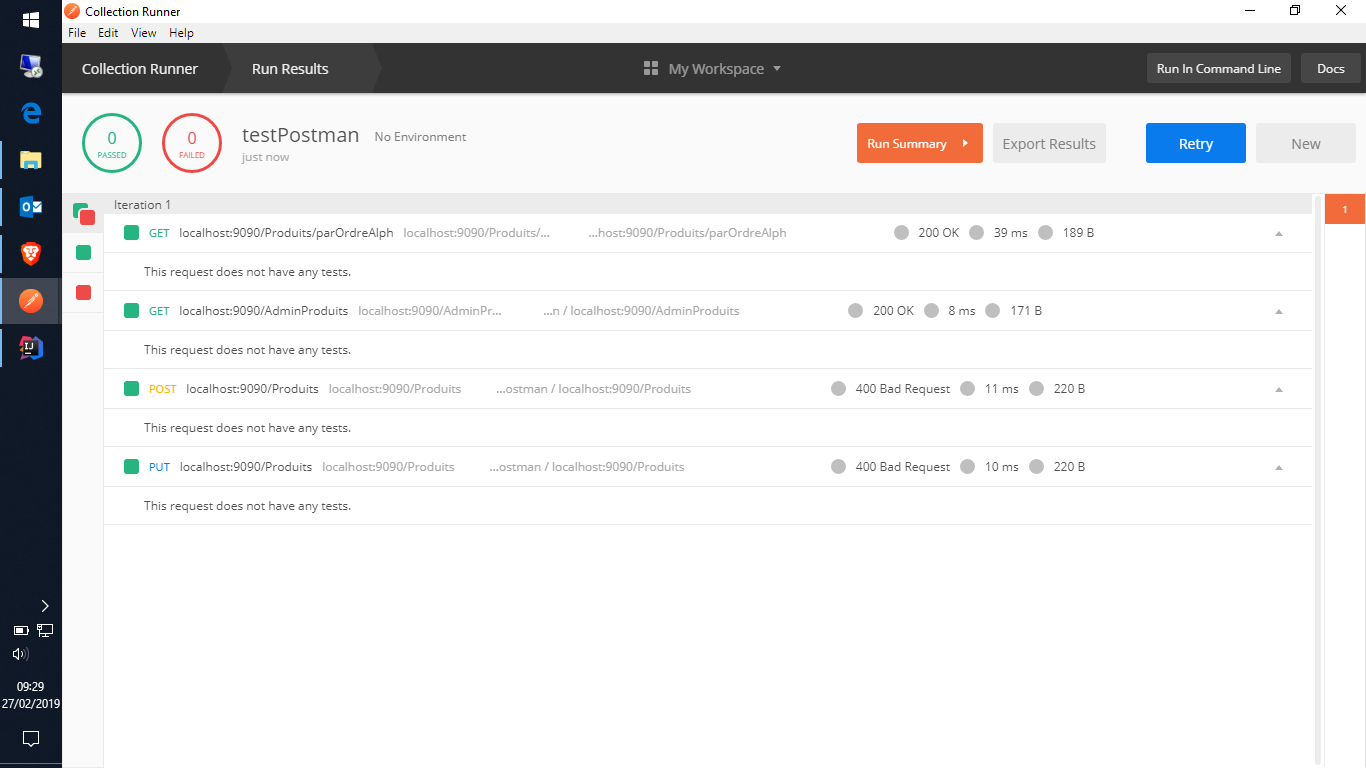 Collection Runner
File Edit View Help
Collection Runner Run Results My Workspace Run In Command Line Docs
0 PASSED
0 FAILED
testPostman No Environment
just now
Run Summary Export Results Retry New
Iteration 1
1
GET localhost:9090/Produits/parOrdreAlph localhost:9090/Produits/... ...host:9090/Produits/parOrdreAlph 200 OK 39 ms 189 B
This request does not have any tests.
GET localhost:9090/AdminProduits localhost:9090/AdminPr... ...n / localhost:9090/AdminProduits 200 OK 8 ms 171 B
This request does not have any tests.
POST localhost:9090/Produits localhost:9090/Produits ...ostman / localhost:9090/Produits 400 Bad Request 11 ms 220 B
This request does not have any tests.
PUT localhost:9090/Produits localhost:9090/Produits ...ostman / localhost:9090/Produits 400 Bad Request 10 ms 220 B
This request does not have any tests.
09:29
27/02/2019